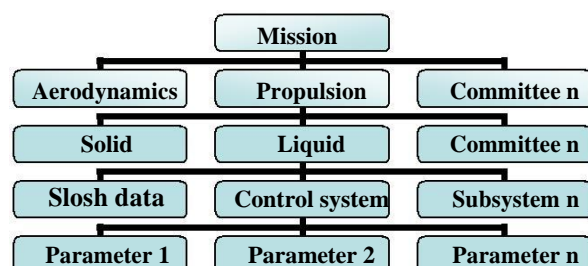 Mission
Aerodynamics Propulsion Committee n
Solid Liquid Committee n
Slosh data Control system Subsystem n
Parameter 1 Parameter 2 Parameter n